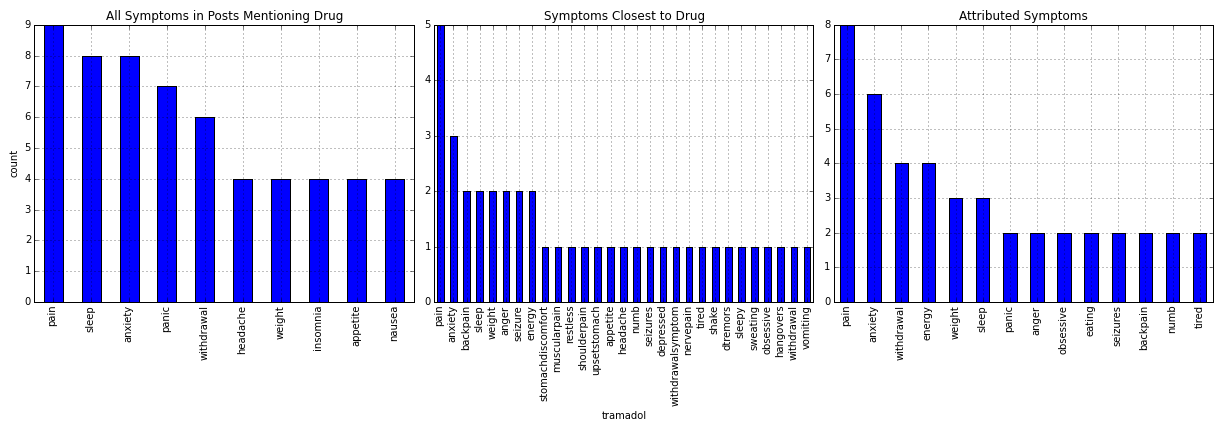 All Symptoms in Posts Mentioning Drug
count
9
8
7
6
5
4
3
2
1
0
pain
sleep
anxiety
panic
withdrawal
headache
weight
insomnia
appetite
nausea
Symptoms Closest to Drug
5
4
3
2
1
0
pain
anxiety
backpain
sleep
weight
anger
seizure
energy
stomachdiscomfort
muscularpain
restless
shoulderpain
upsetstomach
appetite
headache
numb
seizures
depressed
withdrawalsymptom
nervepain
tired
shake
dtremors
sleepy
sweating
obsessive
hangovers
withdrawal
vomiting
tramadol
Attributed Symptoms
8
7
6
5
4
3
2
1
0
pain
anxiety
withdrawal
energy
weight
sleep
panic
anger
obsessive
eating
seizures
backpain
numb
tired